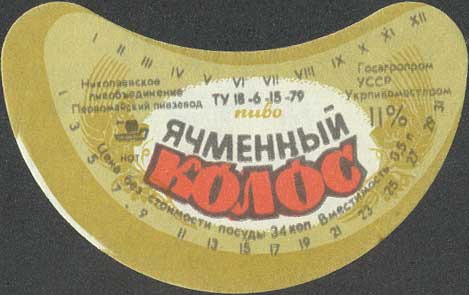 I II III IV V VI VII VIII IX X XI XII
Николаевское
пивобъединение
Первомайский пивзавод
ТУ 18-6-15-79
Госагропром
УССР
Укрпивомастпром
пиво
11%
ЯЧМЕННЫЙ
КОЛОС
Цена без стоимости посуды 34 коп. Вместимость 0,5 л
1 3 5 7 9 11 13 15 17 19 21 23 25 27 29 31